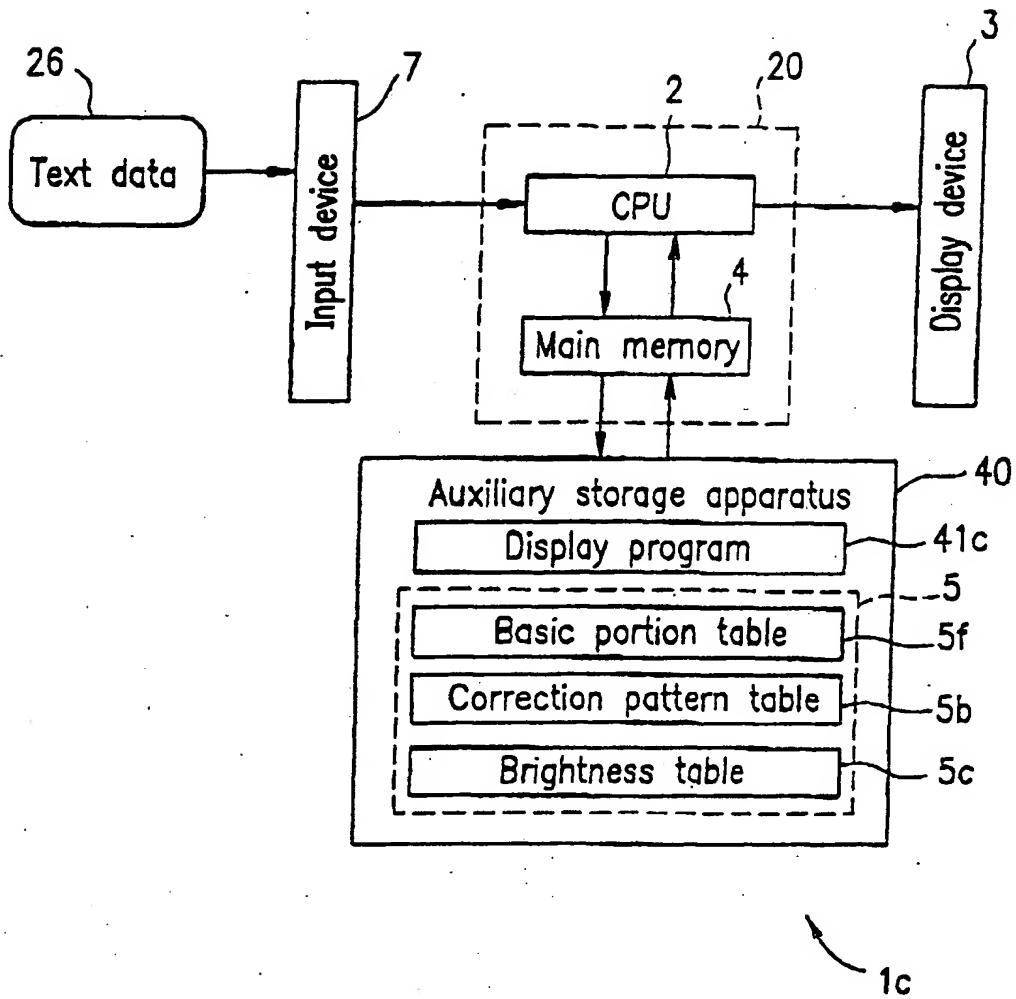 3
7
26
20
2
Text data
Input device
CPU
Display device
4
Main memory
40
Auxiliary storage apparatus
Display program
41c
5
Basic portion table
5f
Correction pattern table
5b
Brightness table
5c
1c